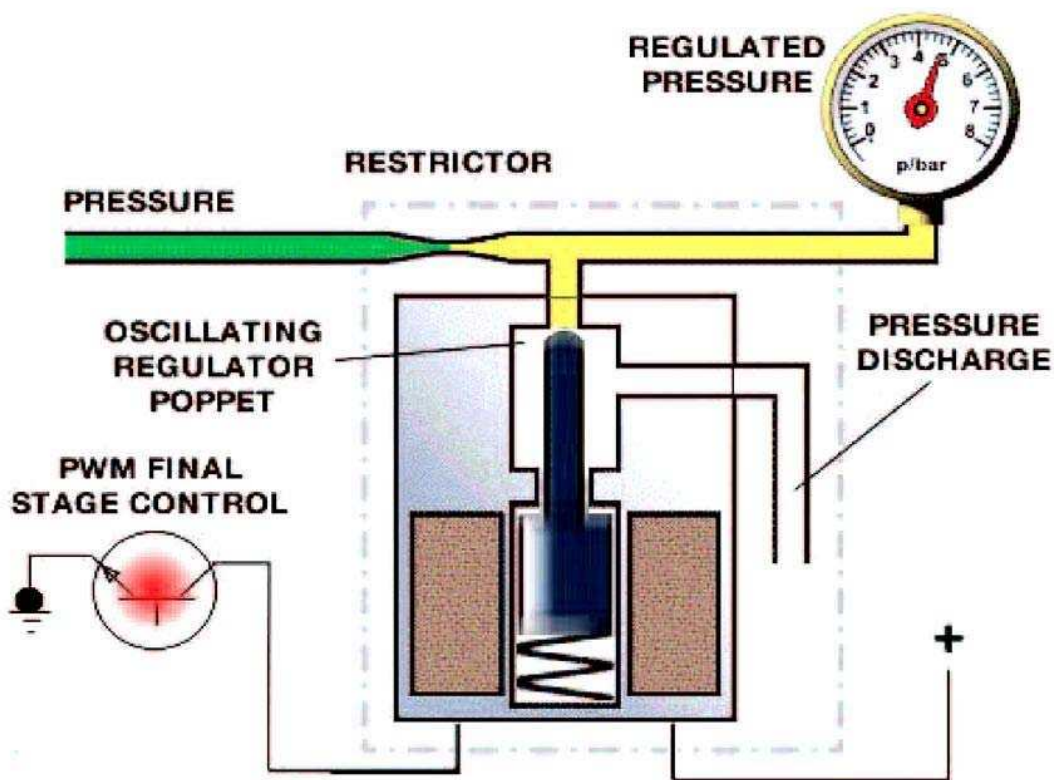 REGULATED
PRESSURE
0
1
2
3
4
5
6
7
8
p/bar
RESTRICTOR
PRESSURE
OSCILLATING
REGULATOR
POPPET
PRESSURE
DISCHARGE
PWM FINAL
STAGE CONTROL
+